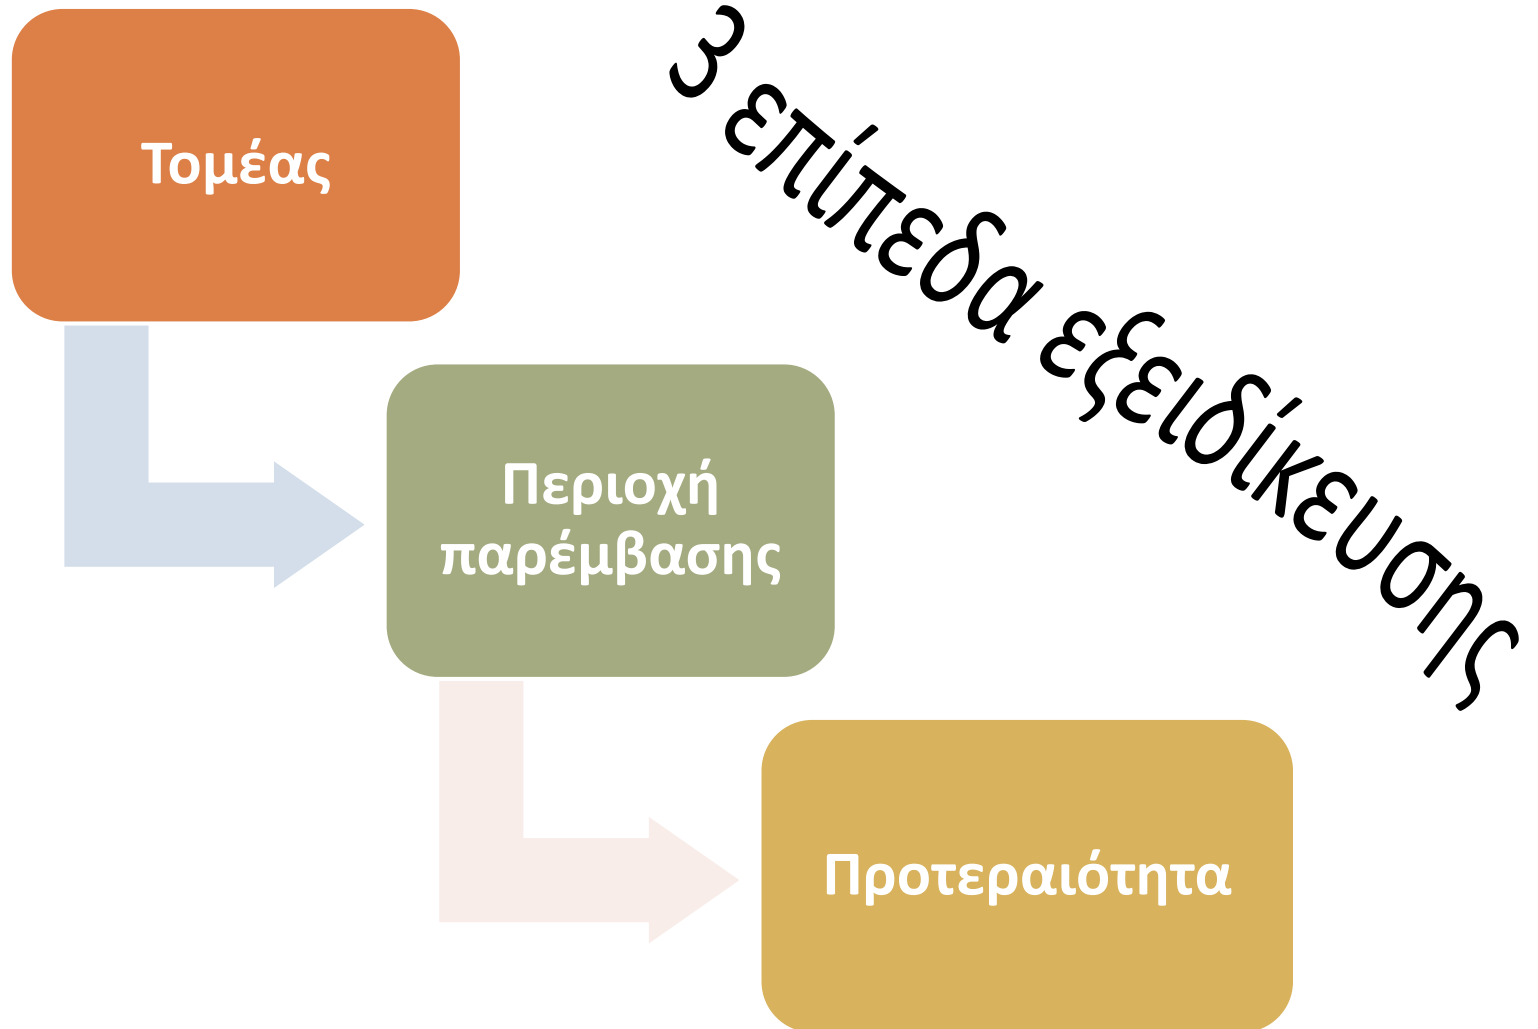 3 επίπεδα εξειδίκευσης
Τομέας
Περιοχή
παρέμβασης
Προτεραιότητα